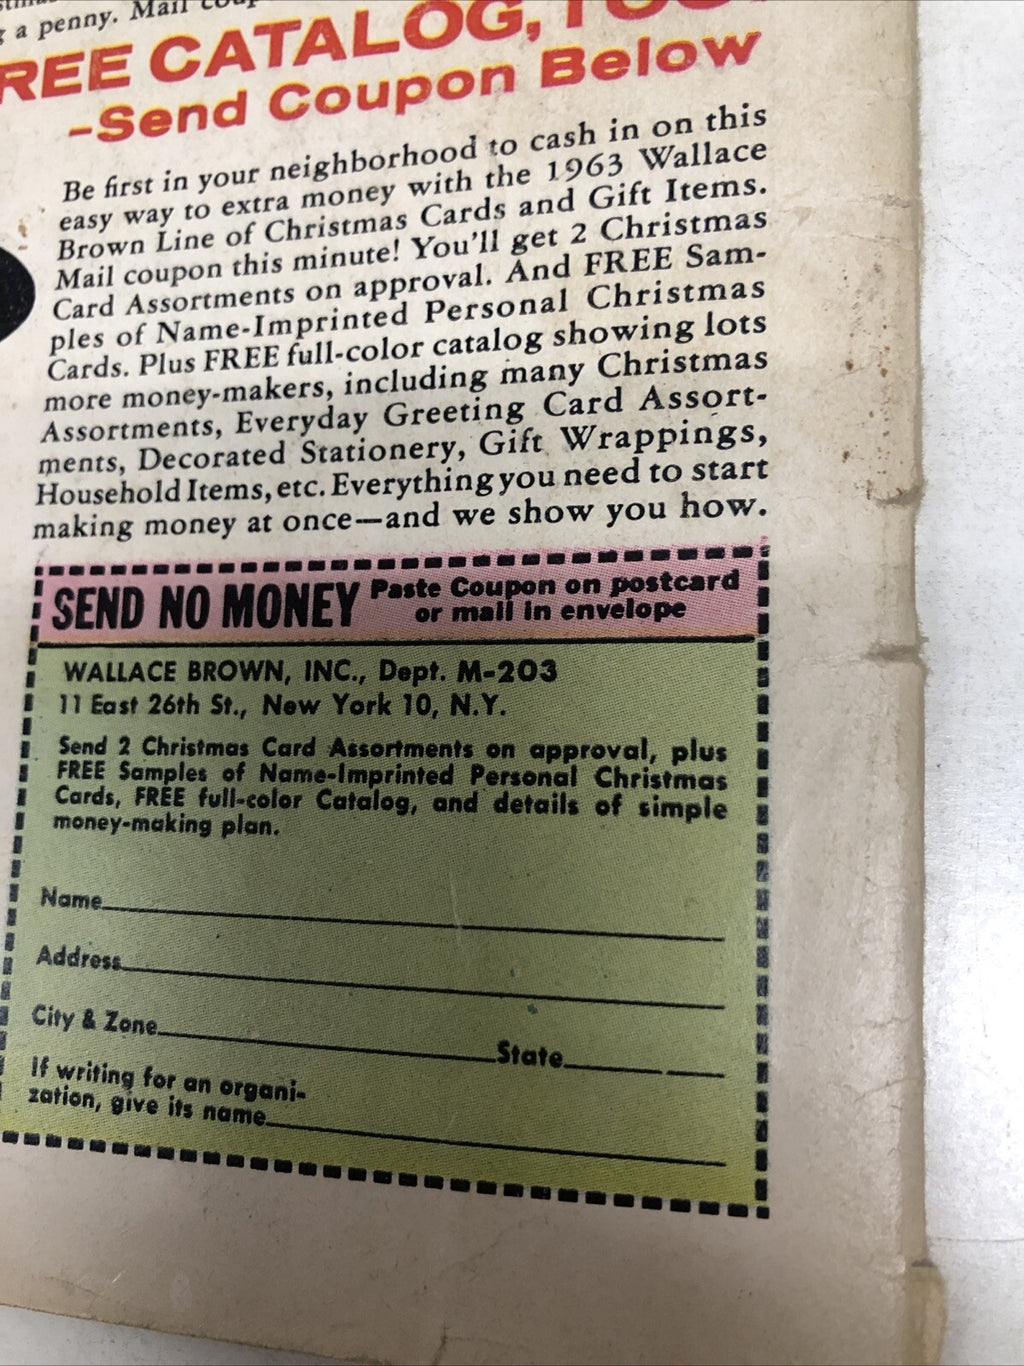 a penny. Mail
REE CATALOG,
–Send Coupon Below
Be first in your neighborhood to cash in on this
easy way to extra money with the 1963 Wallace
Brown Line of Christmas Cards and Gift Items.
Mail coupon this minute! You'll get 2 Christmas
Card Assortments on approval. And FREE Sam-
ples of Name-Imprinted Personal Christmas
Cards. Plus FREE full-color catalog showing lots
more money-makers, including many Christmas
Assortments, Everyday Greeting Card Assort-
ments, Decorated Stationery, Gift Wrappings,
Household Items, etc. Everything you need to start
making money at once—and we show you how.
SEND NO MONEY Paste Coupon on postcard
or mail in envelope
WALLACE BROWN, INC., Dept. M-203
11 East 26th St., New York 10, N.Y.
Send 2 Christmas Card Assortments on approval, plus
FREE Samples of Name-Imprinted Personal Christmas
Cards, FREE full-color Catalog, and details of simple
money-making plan.
Name
Address
City & Zone State
If writing for an organi-
zation, give its name